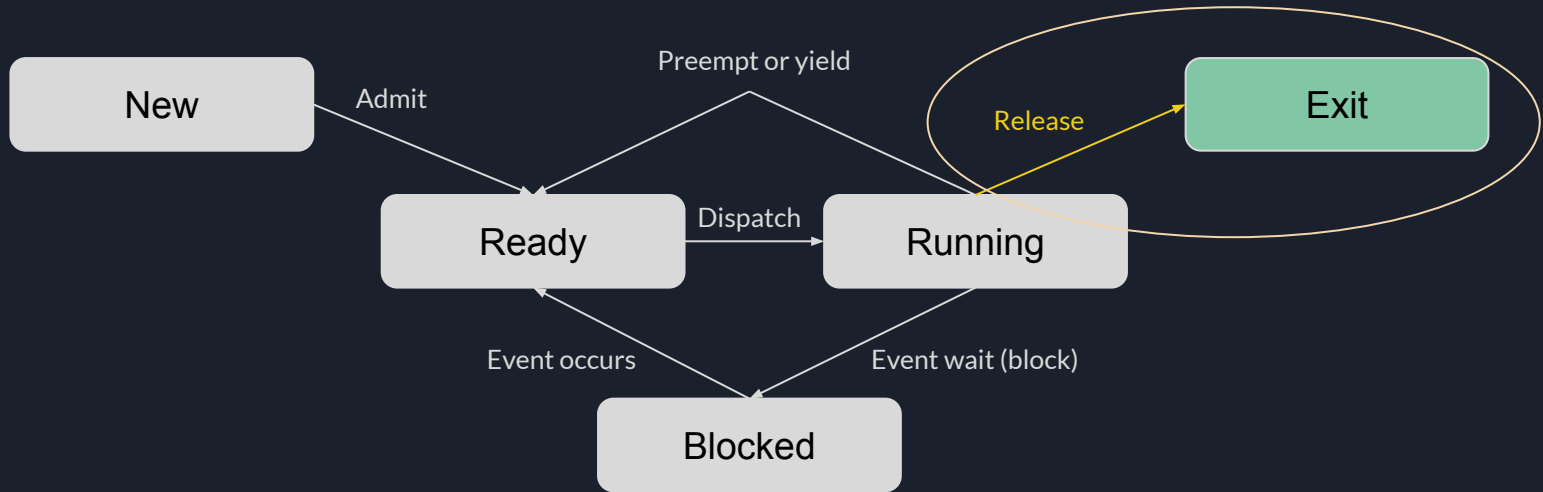 Preempt or yield
New
Admit
Release
Exit
Ready
Dispatch
Running
Event occurs
Event wait (block)
Blocked